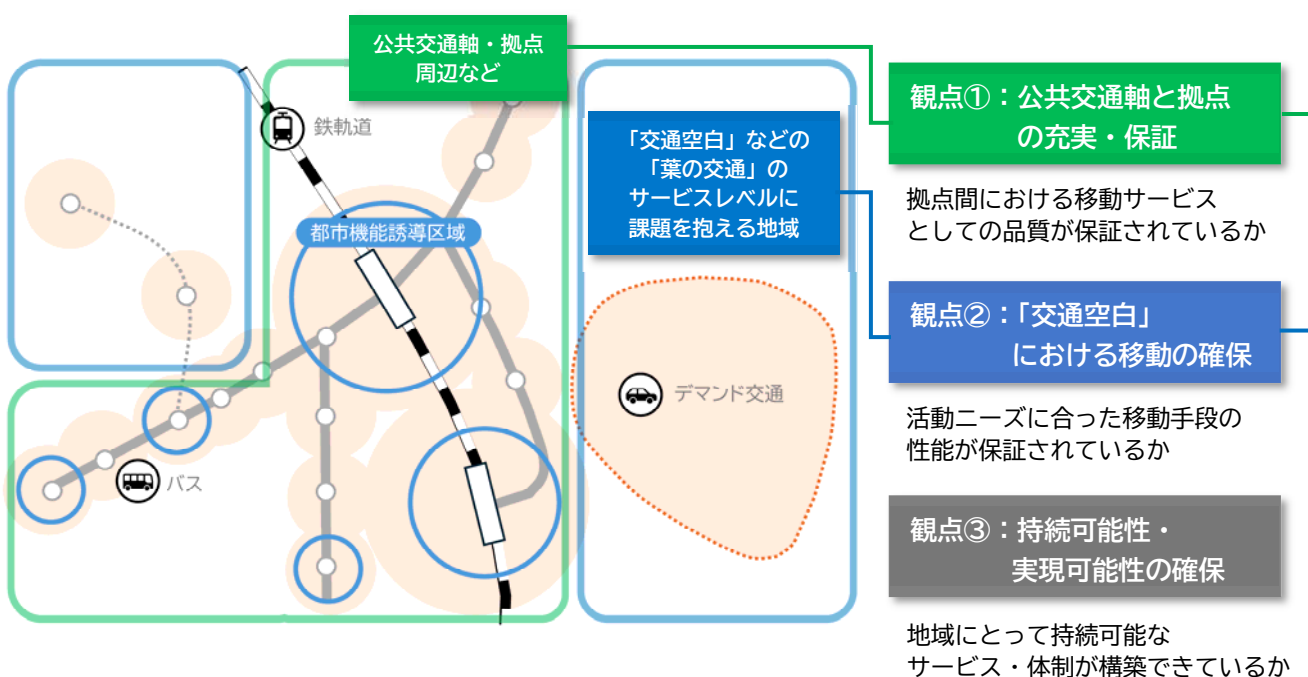 公共交通軸・拠点
周辺など
鉄軌道
都市機能誘導区域
バス
「交通空白」などの
「葉の交通」の
サービスレベルに
課題を抱える地域
デマンド交通
観点①：公共交通軸と拠点
の充実・保証
拠点間における移動サービス
としての品質が保証されているか
観点②：「交通空白」
における移動の確保
活動ニーズに合った移動手段の
性能が保証されているか
観点③：持続可能性・
実現可能性の確保
地域にとって持続可能な
サービス・体制が構築できているか